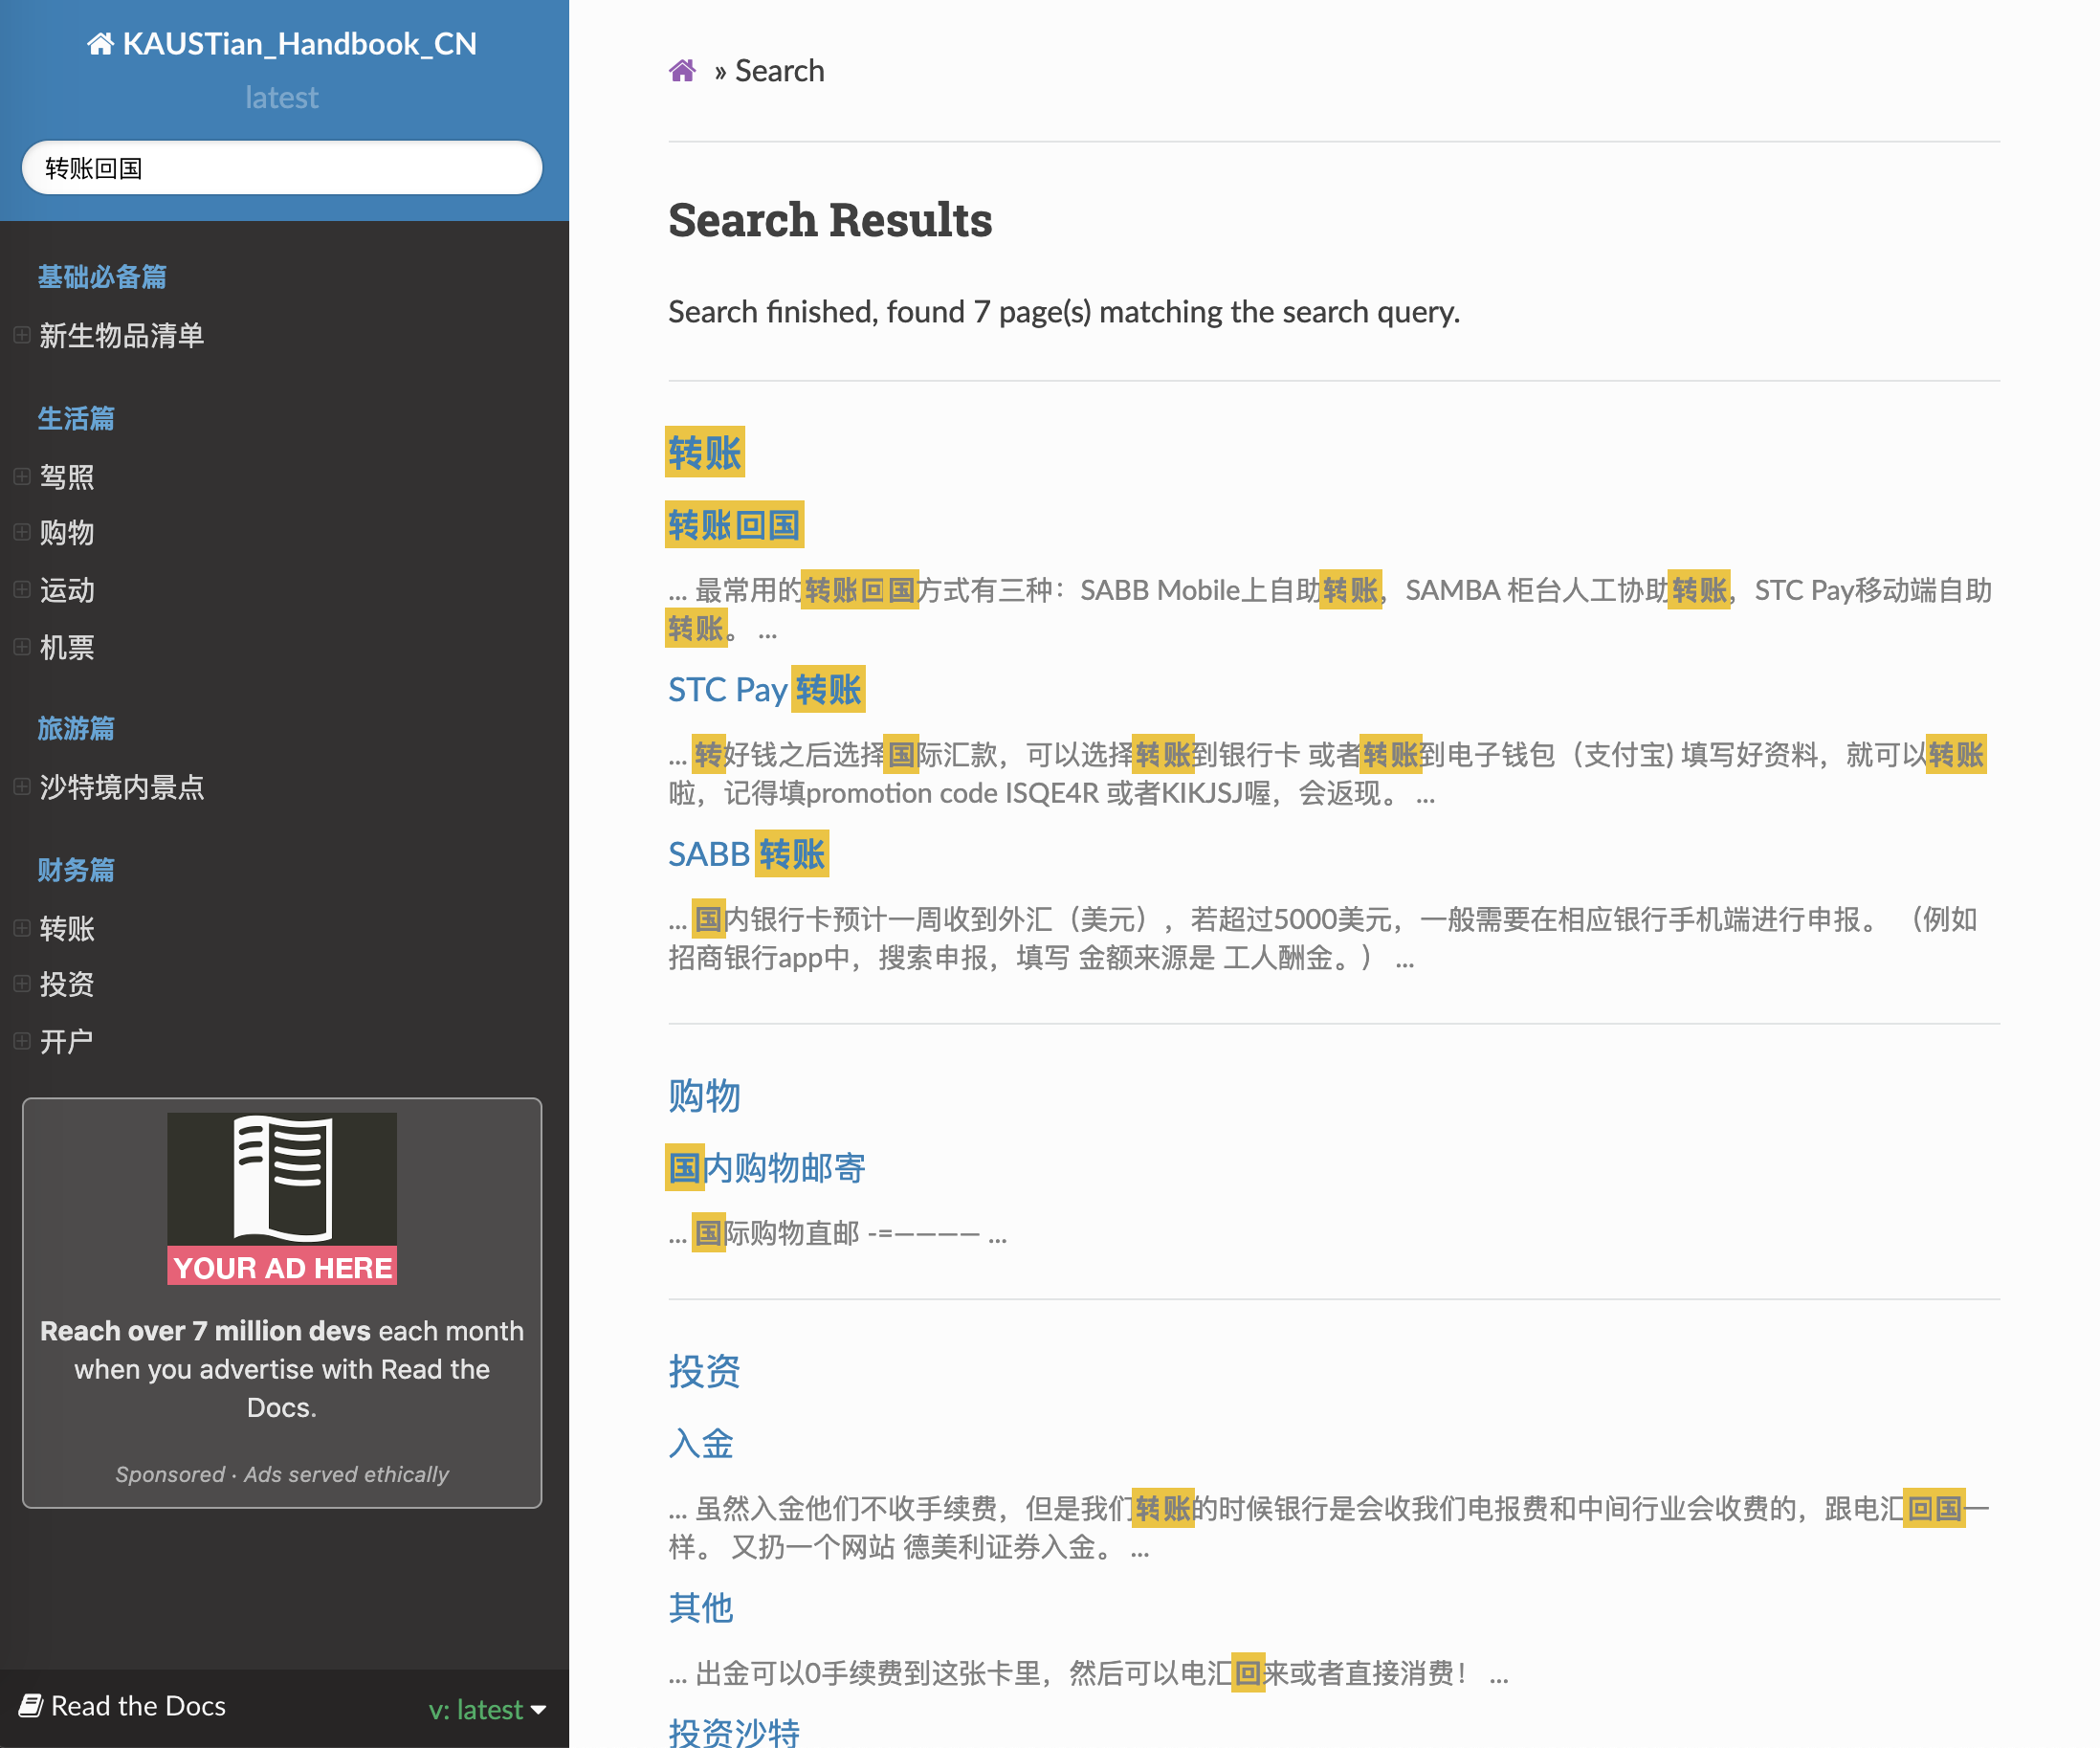 KAUSTian_Handbook_CN
latest
转账回国
基础必备篇
新生物品清单
生活篇
驾照
购物
运动
机票
旅游篇
沙特境内景点
财务篇
转账
投资
开户
YOUR AD HERE
Reach over 7 million devs each month
when you advertise with Read the
Docs.
Sponsored · Ads served ethically
Read the Docs
v: latest
» Search
Search Results
Search finished, found 7 page(s) matching the search query.
转账
转账回国
... 最常用的转账回国方式有三种：SABB Mobile上自助转账，SAMBA 柜台人工协助转账，STC Pay移动端自助
转账。 ...
STC Pay 转账
... 转好钱之后选择国际汇款，可以选择转账到银行卡 或者转账到电子钱包（支付宝) 填写好资料，就可以转账
啦，记得填promotion code ISQE4R 或者KIKJSJ喔，会返现。 ...
SABB 转账
... 国内银行卡预计一周收到外汇（美元），若超过5000美元，一般需要在相应银行手机端进行申报。 （例如
招商银行app中，搜索申报，填写 金额来源是 工人酬金。） ...
购物
国内购物邮寄
... 国际购物直邮 -=———— ...
投资
入金
... 虽然入金他们不收手续费，但是我们转账的时候银行是会收我们电报费和中间行业会收费的，跟电汇回国一
样。 又扔一个网站 德美利证券入金。 ...
其他
... 出金可以0手续费到这张卡里，然后可以电汇回来或者直接消费！ ...
投资沙特